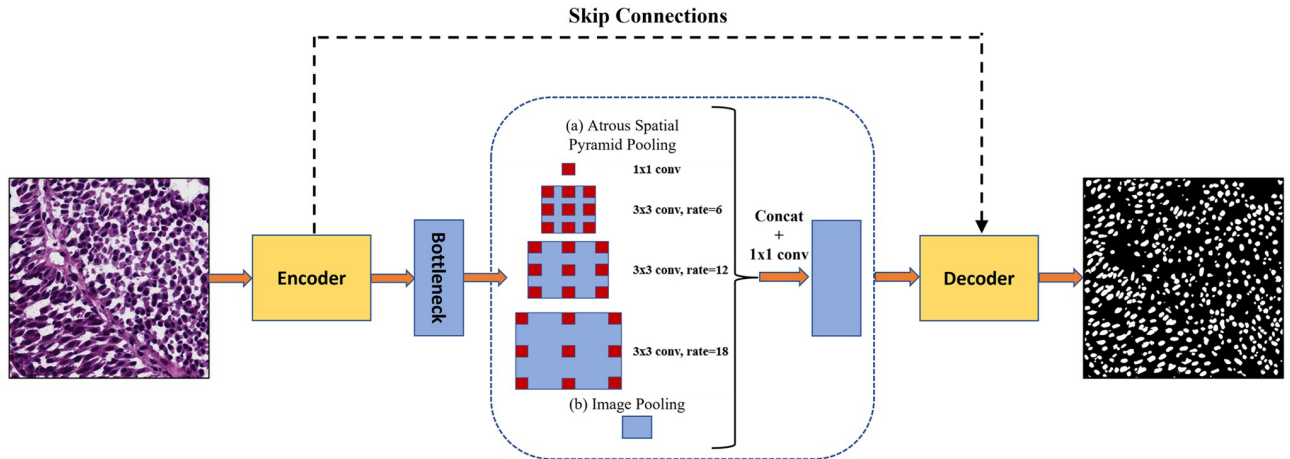 Skip Connections
(a) Atrous Spatial
Pyramid Pooling
1x1 conv
3x3 conv, rate=6
3x3 conv, rate=12
3x3 conv, rate=18
(b) Image Pooling
Encoder
Bottleneck
Concat
+
1x1 conv
Decoder